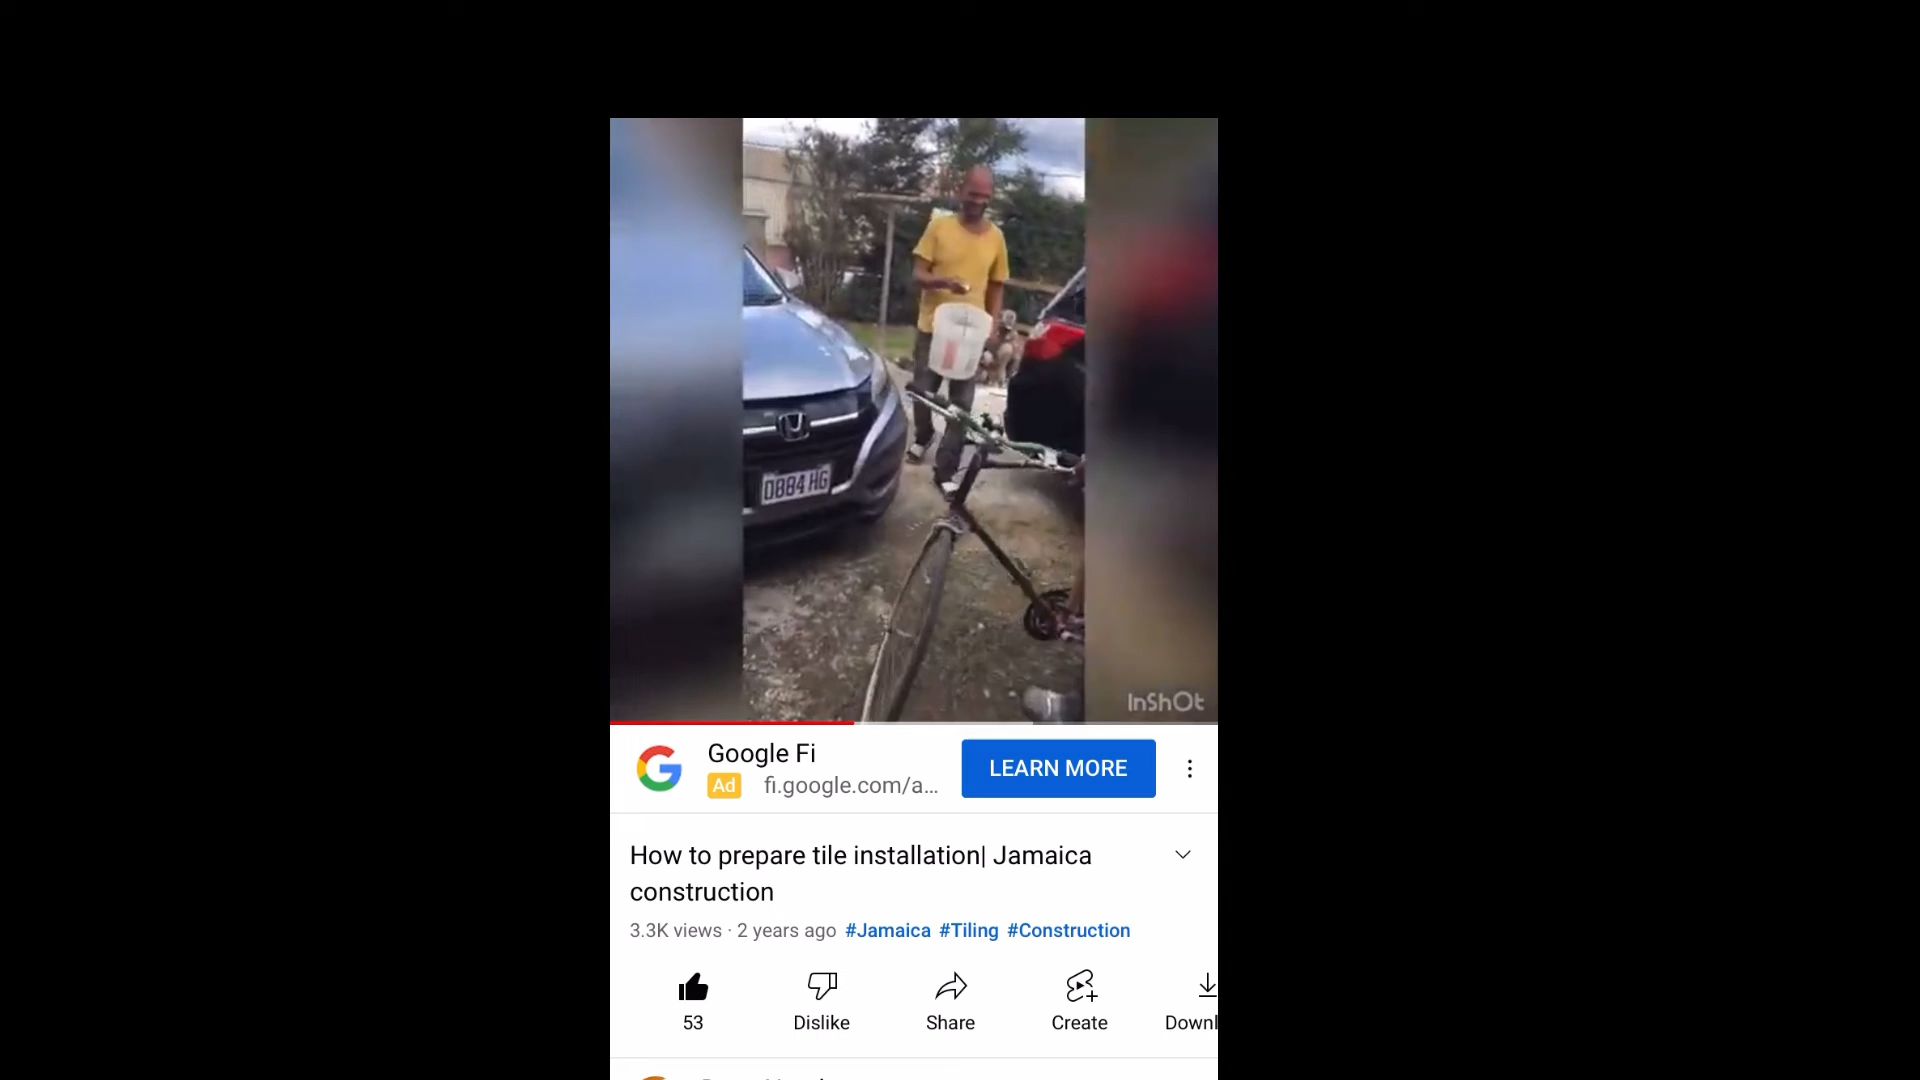 0884 HG
InShOt
Google Fi
LEARN MORE
Ad fi.google.com/a...
How to prepare tile installation| Jamaica
construction
3.3K views · 2 years ago #Jamaica #Tiling #Construction
53 Dislike Share Create Downl